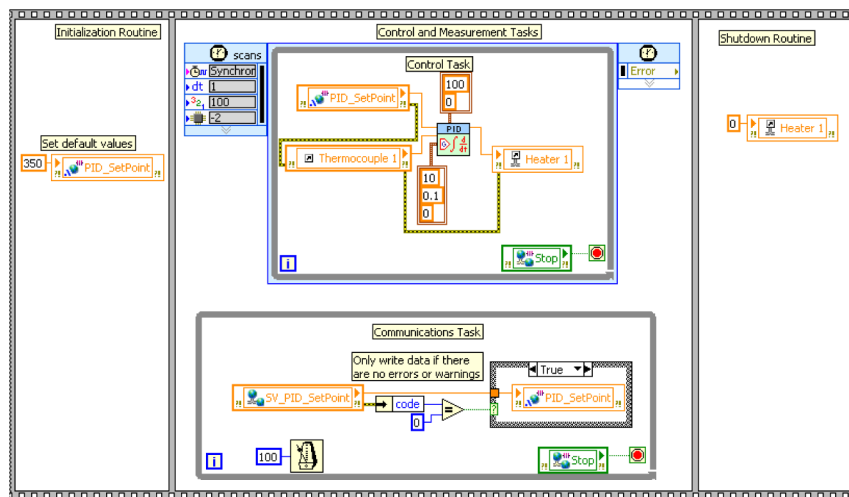 Initialization Routine
Set default values
350
PID_SetPoint
Control and Measurement Tasks
scans
Synchror
dt 1
321 100
-2
Error
Control Task
100
0
PID_SetPoint
PID
Thermocouple 1
Heater 1
10
0.1
0
i
Stop
Communications Task
Only write data if there
are no errors or warnings
True
SV_PID_SetPoint
code
=
0
?
PID_SetPoint
100
i
Stop
Shutdown Routine
0
Heater 1